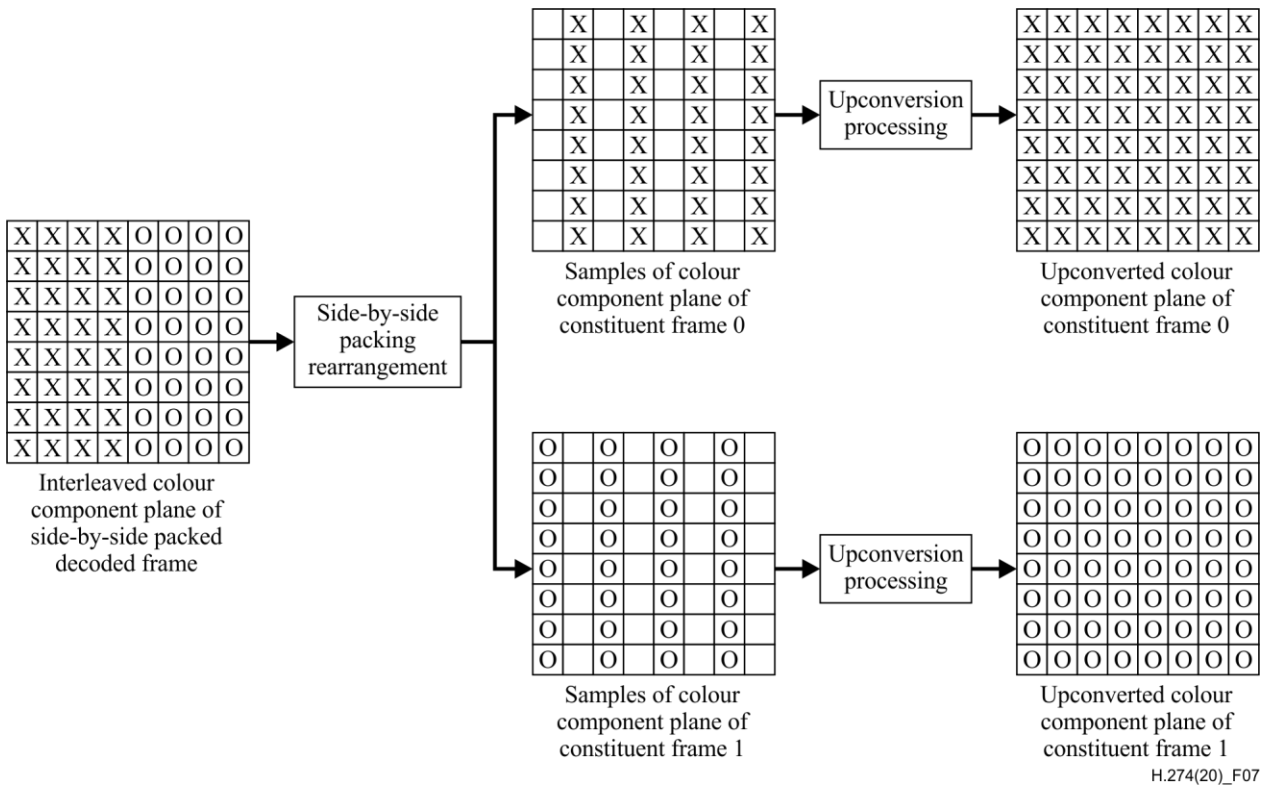 X X X X
X X X X
X X X X
X X X X
X X X X
X X X X
X X X X
X X X X
Samples of colour
component plane of
constituent frame 0
Upconversion
processing
X X X X X X X X
X X X X X X X X
X X X X X X X X
X X X X X X X X
X X X X X X X X
X X X X X X X X
X X X X X X X X
X X X X X X X X
Upconverted colour
component plane of
constituent frame 0
X X X X O O O O
X X X X O O O O
X X X X O O O O
X X X X O O O O
X X X X O O O O
X X X X O O O O
X X X X O O O O
X X X X O O O O
Interleaved colour
component plane of
side-by-side packed
decoded frame
Side-by-side
packing
rearrangement
O O O O
O O O O
O O O O
O O O O
O O O O
O O O O
O O O O
O O O O
Samples of colour
component plane of
constituent frame 1
Upconversion
processing
O O O O O O O O
O O O O O O O O
O O O O O O O O
O O O O O O O O
O O O O O O O O
O O O O O O O O
O O O O O O O O
O O O O O O O O
Upconverted colour
component plane of
constituent frame 1
H.274(20)_F07